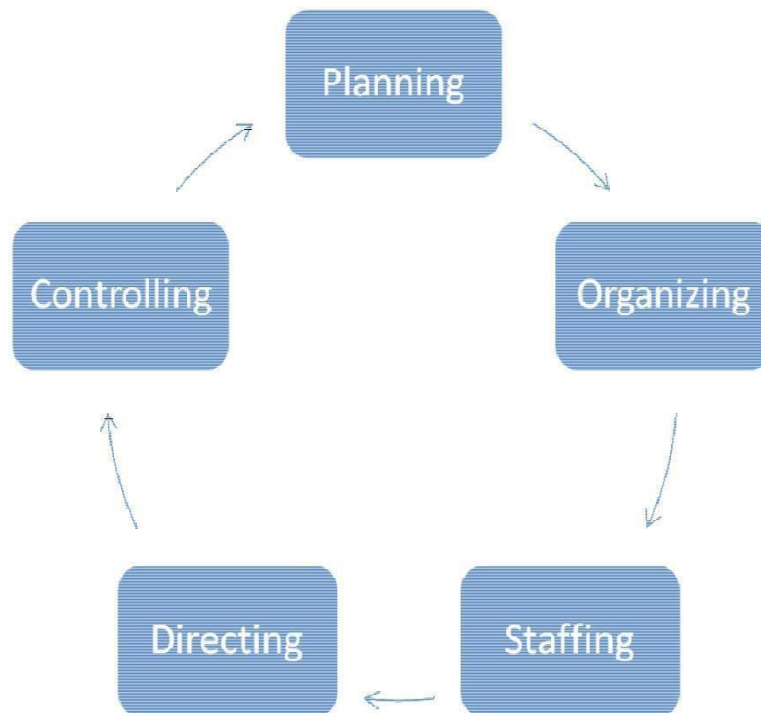 Planning
Organizing
Staffing
Directing
Controlling